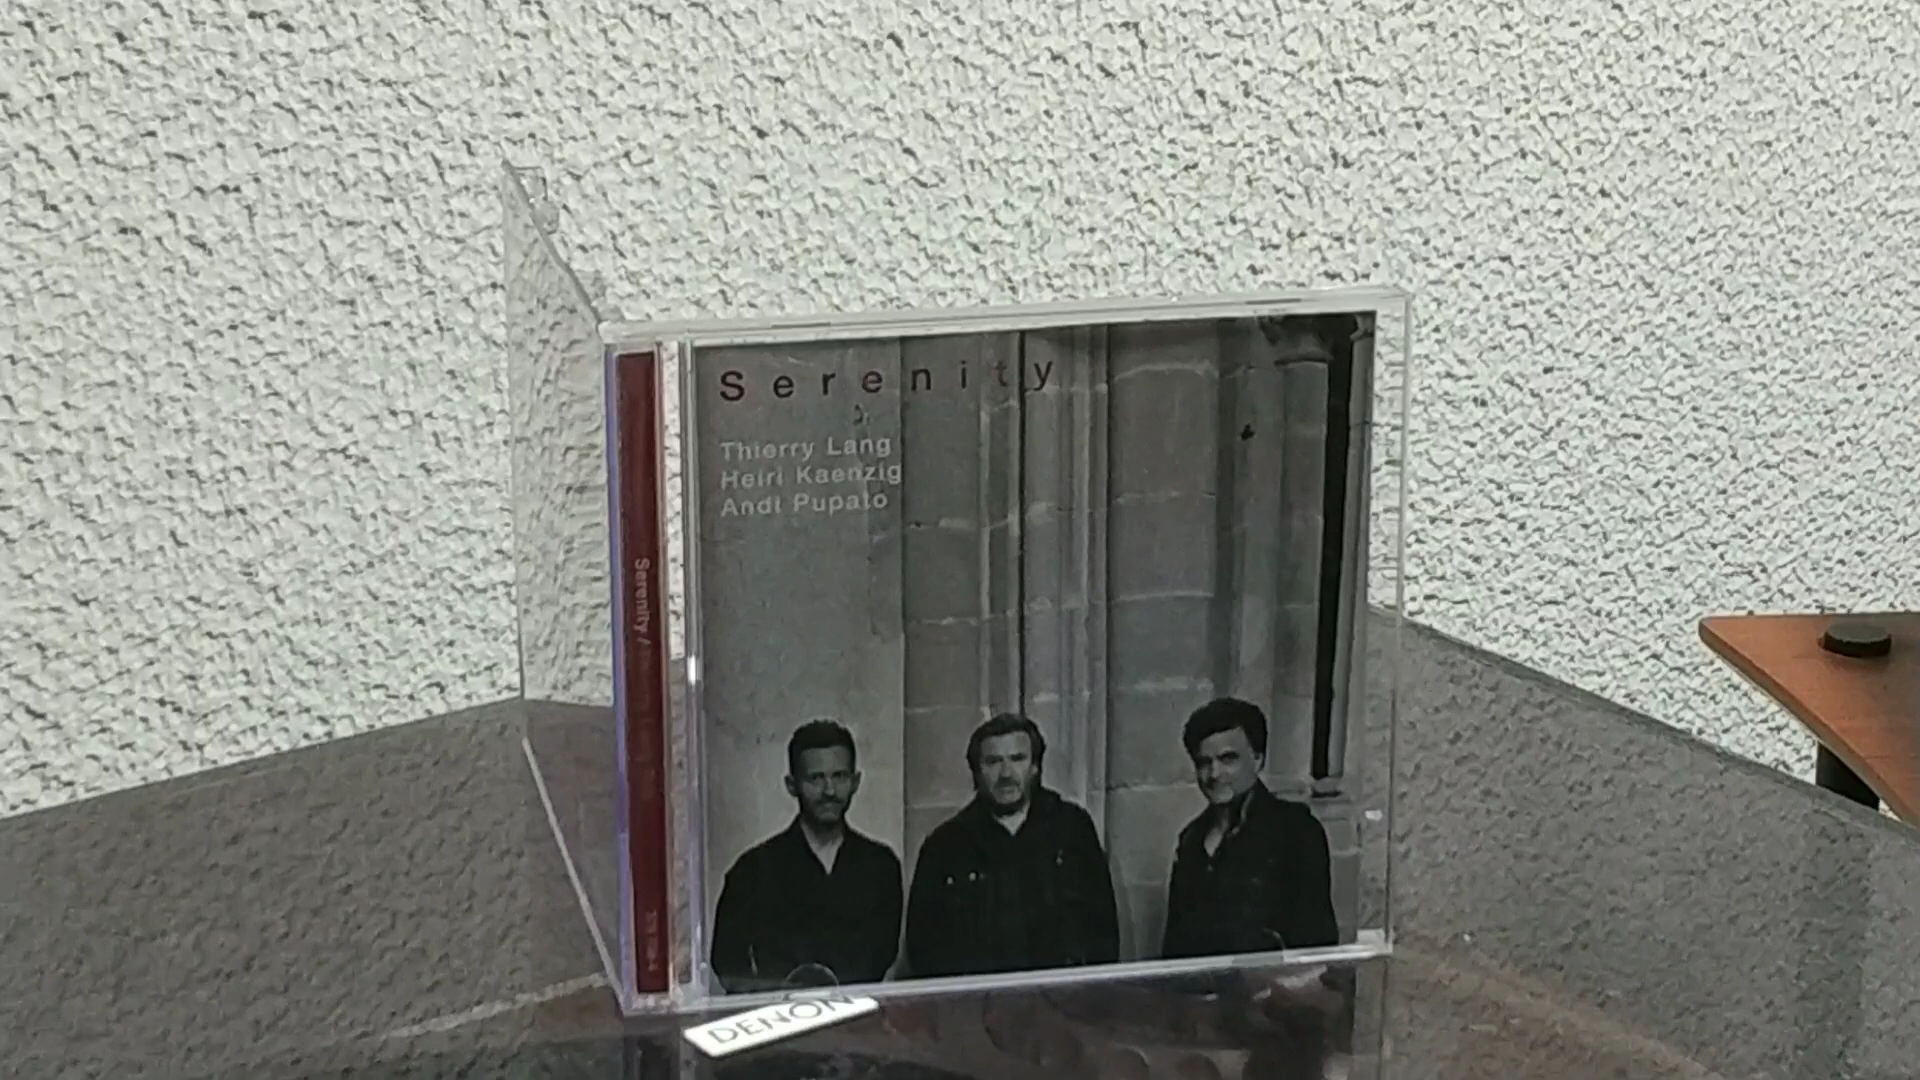 Serenity
Thierry Lang
Heiri Kaenzig
Andi Pupato
Serenity /
DENON